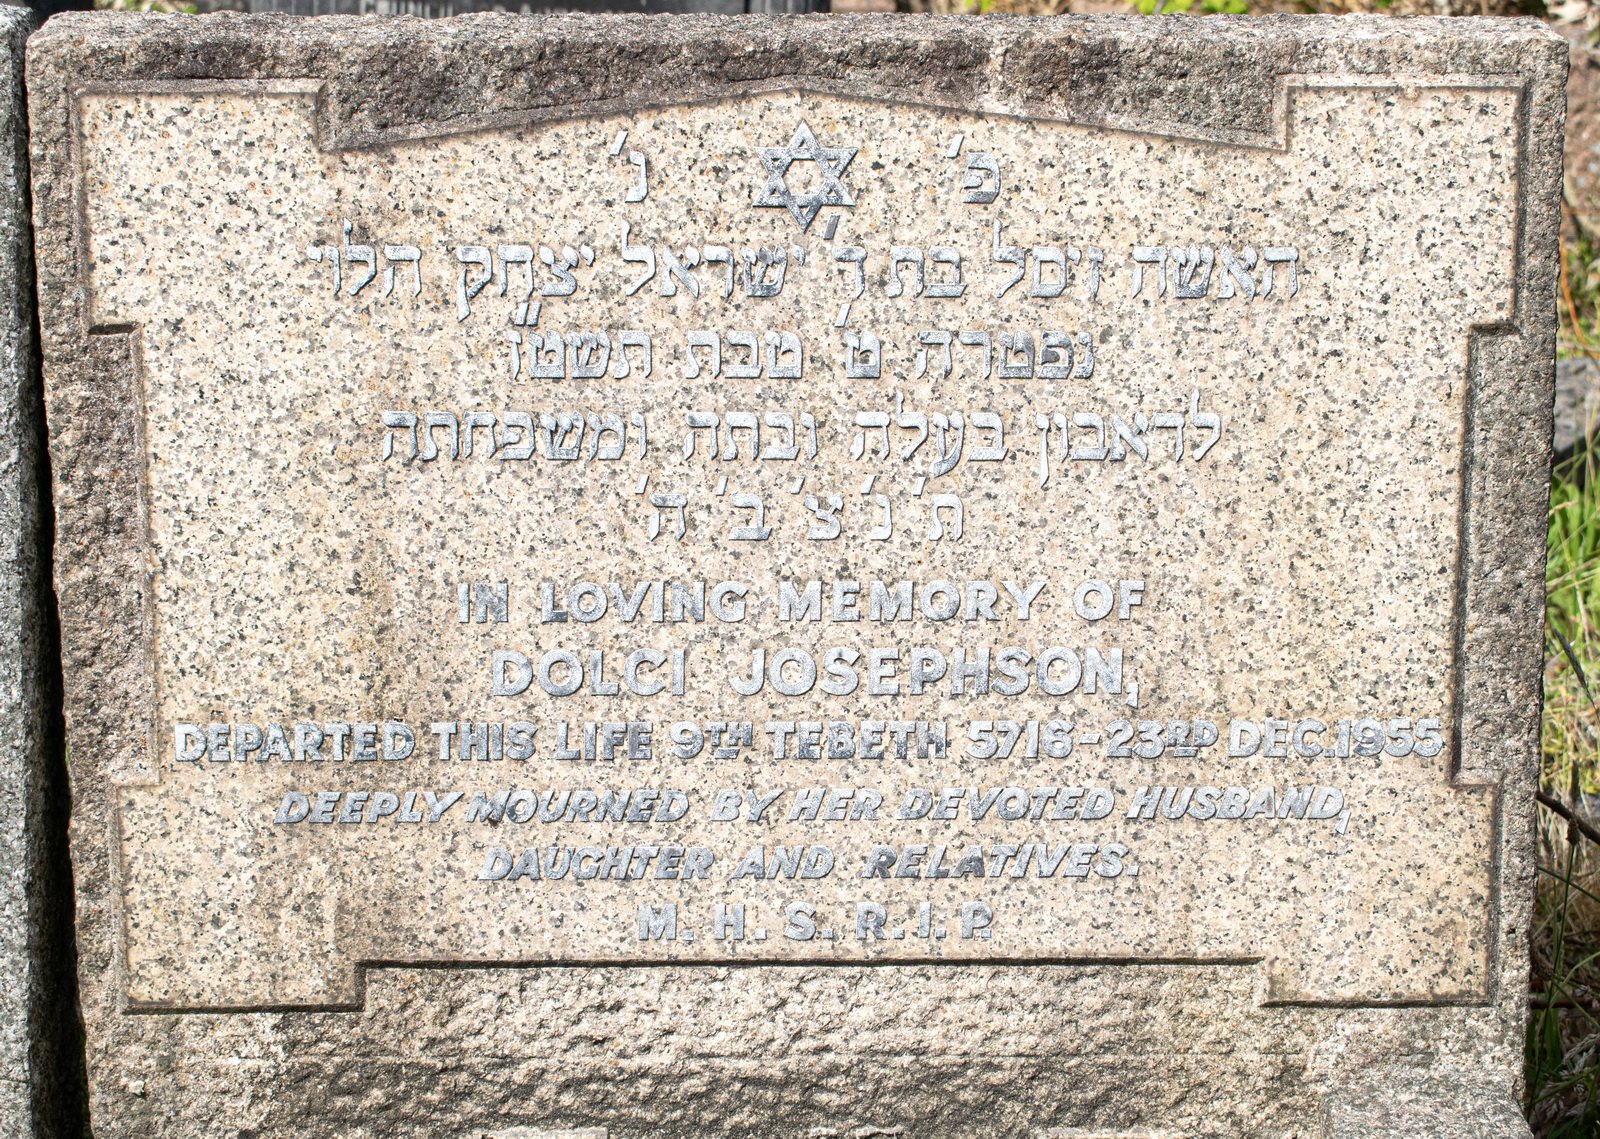 פ' נ'
האשה זיסל בת ר' ישראל יצחק הלוי
נפטרה ט' טבת תשט"ז
לדאבון בעלה ובתה ומשפחתה
ת' נ' צ' ב' ה'
IN LOVING MEMORY OF
DOLCI JOSEPHSON,
DEPARTED THIS LIFE 9TH TEBETH 5716-23RD DEC.1955
DEEPLY MOURNED BY HER DEVOTED HUSBAND,
DAUGHTER AND RELATIVES.
M.H.S.R.I.P.